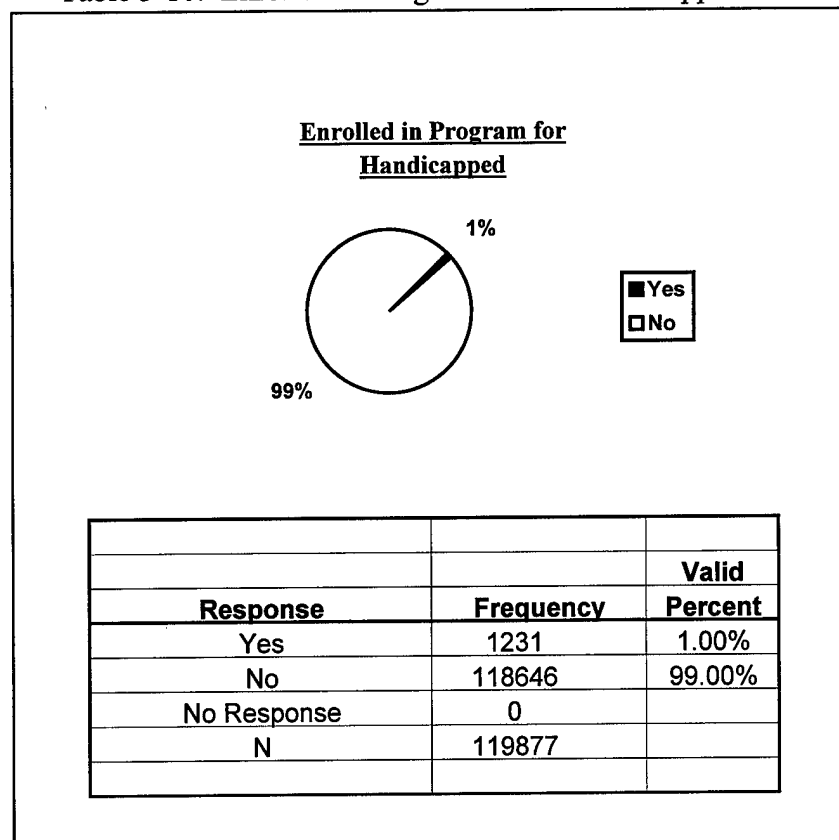 Enrolled in Program for
Handicapped
1%
Yes
No
99%
Valid
Response Frequency Percent
Yes 1231 1.00%
No 118646 99.00%
No Response 0
N 119877